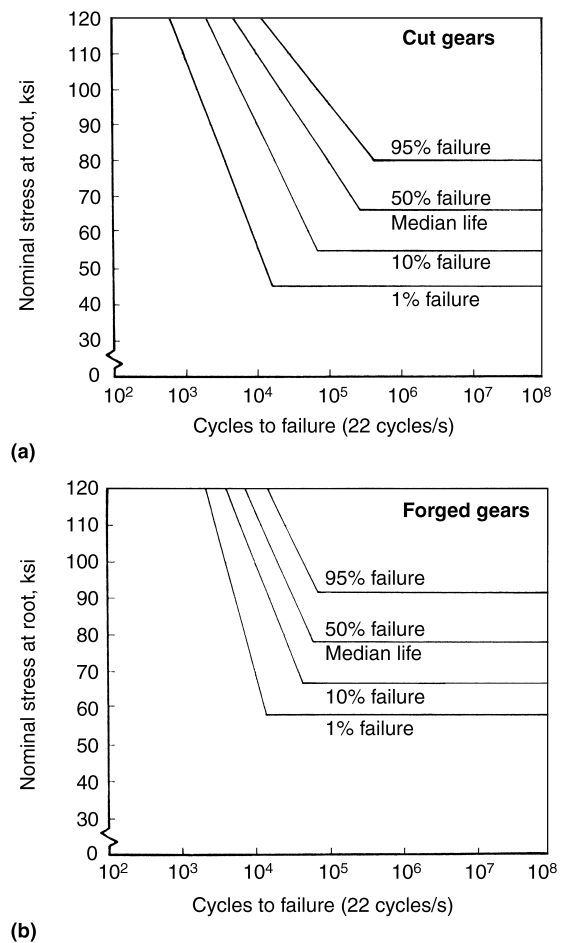 Cut gears
Nominal stress at root, ksi
120
110
100
90
80
70
60
50
40
30
0
95% failure
50% failure
Median life
10% failure
1% failure
10² 10³ 10⁴ 10⁵ 10⁶ 10⁷ 10⁸
Cycles to failure (22 cycles/s)
(a)
Forged gears
Nominal stress at root, ksi
120
110
100
90
80
70
60
50
40
30
0
95% failure
50% failure
Median life
10% failure
1% failure
10² 10³ 10⁴ 10⁵ 10⁶ 10⁷ 10⁸
Cycles to failure (22 cycles/s)
(b)